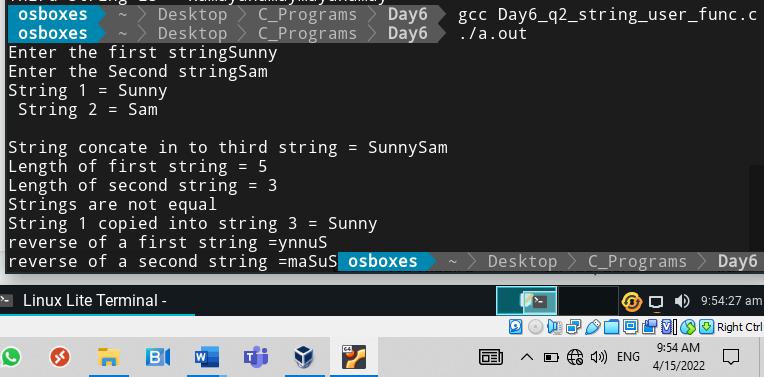 osboxes ~ Desktop C_Programs Day6 gcc Day6_q2_string_user_func.c
osboxes ~ Desktop C_Programs Day6 ./a.out
Enter the first stringSunny
Enter the Second stringSam
String 1 = Sunny
String 2 = Sam
String concate in to third string = SunnySam
Length of first string = 5
Length of second string = 3
Strings are not equal
String 1 copied into string 3 = Sunny
reverse of a first string =ynnuS
reverse of a second string =maSuS osboxes ~ Desktop C_Programs Day6
Linux Lite Terminal -
9:54:27 am
Right Ctrl
ENG
9:54 AM
4/15/2022